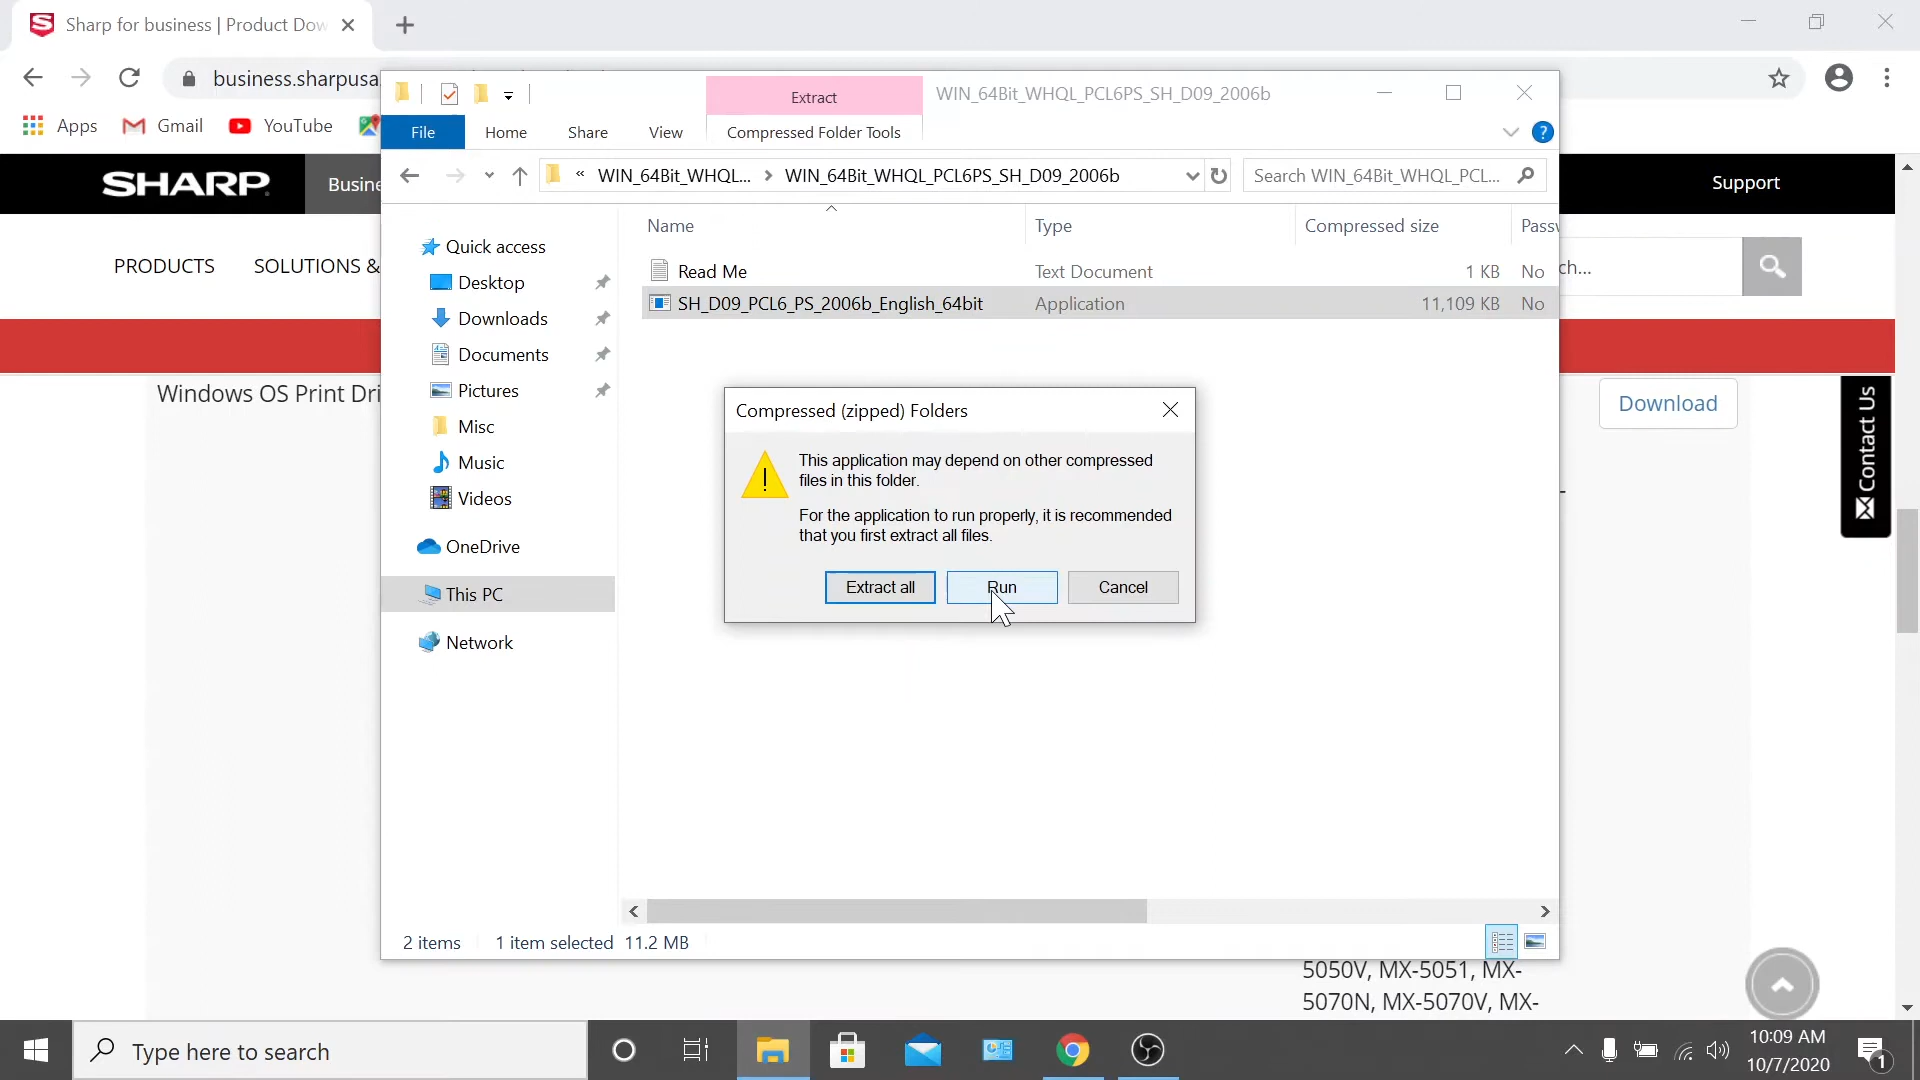 Sharp for business | Product Dow
business.sharpusa.
Apps
Gmail
YouTube
Extract
WIN_64Bit_WHQL_PCL6PS_SH_D09_2006b
File
Home
Share
View
Compressed Folder Tools
?
« WIN_64Bit_WHQL... > WIN_64Bit_WHQL_PCL6PS_SH_D09_2006b
Search WIN_64Bit_WHQL_PCL...
SHARP
Busine
Support
PRODUCTS
SOLUTIONS &
ch...
Name
Type
Compressed size
Passw
Read Me
Text Document
1 KB
No
SH_D09_PCL6_PS_2006b_English_64bit
Application
11,109 KB
No
Quick access
Desktop
Downloads
Documents
Pictures
Misc
Music
Videos
OneDrive
This PC
Network
Windows OS Print Dri
Download
Contact Us
Compressed (zipped) Folders
This application may depend on other compressed
files in this folder.
For the application to run properly, it is recommended
that you first extract all files.
Extract all
Run
Cancel
2 items
1 item selected 11.2 MB
5050V, MX-5051, MX-
5070N, MX-5070V, MX-
Type here to search
10:09 AM
10/7/2020
1